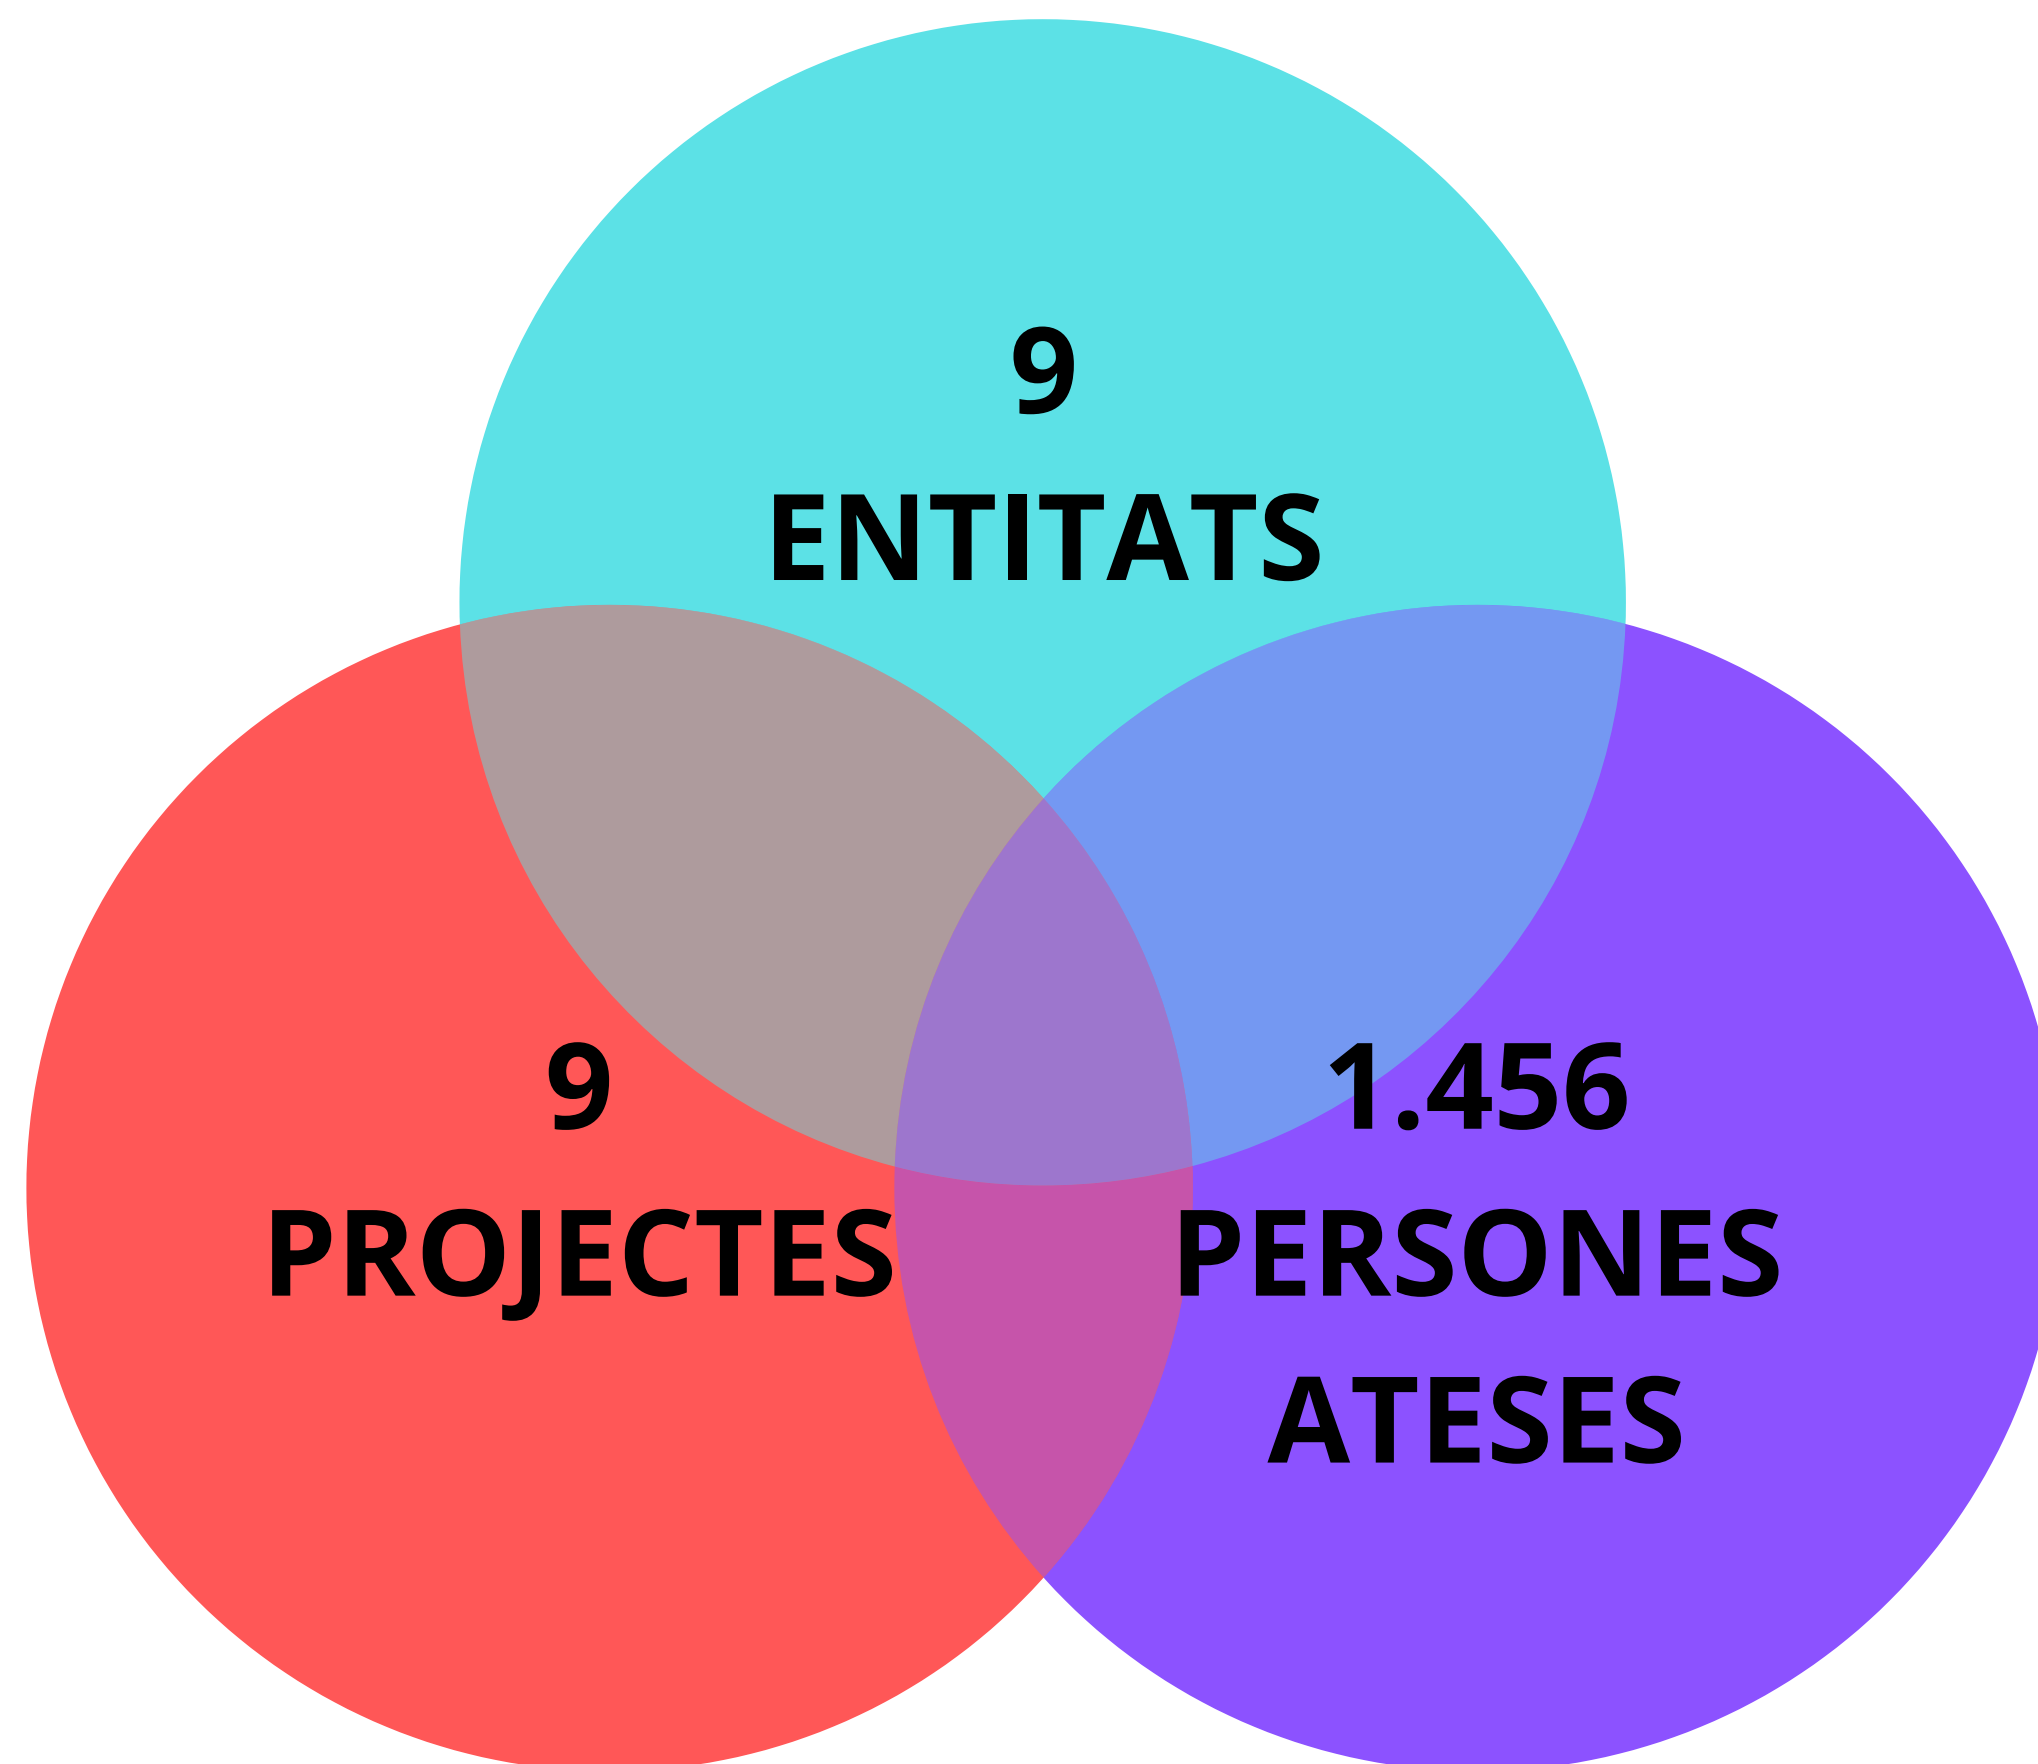 9
ENTITATS
9
PROJECTES
1.456
PERSONES
ATESES